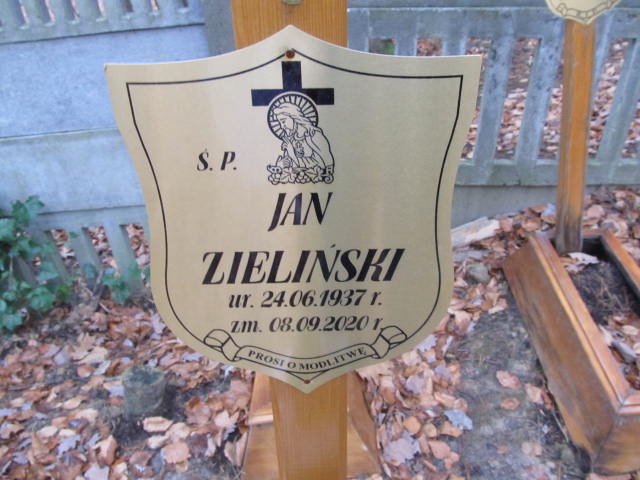 Ś. P.
JAN
ZIELIŃSKI
ur. 24.06.1937 r.
zm. 08.09.2020 r
PROSI O MODLITWĘ